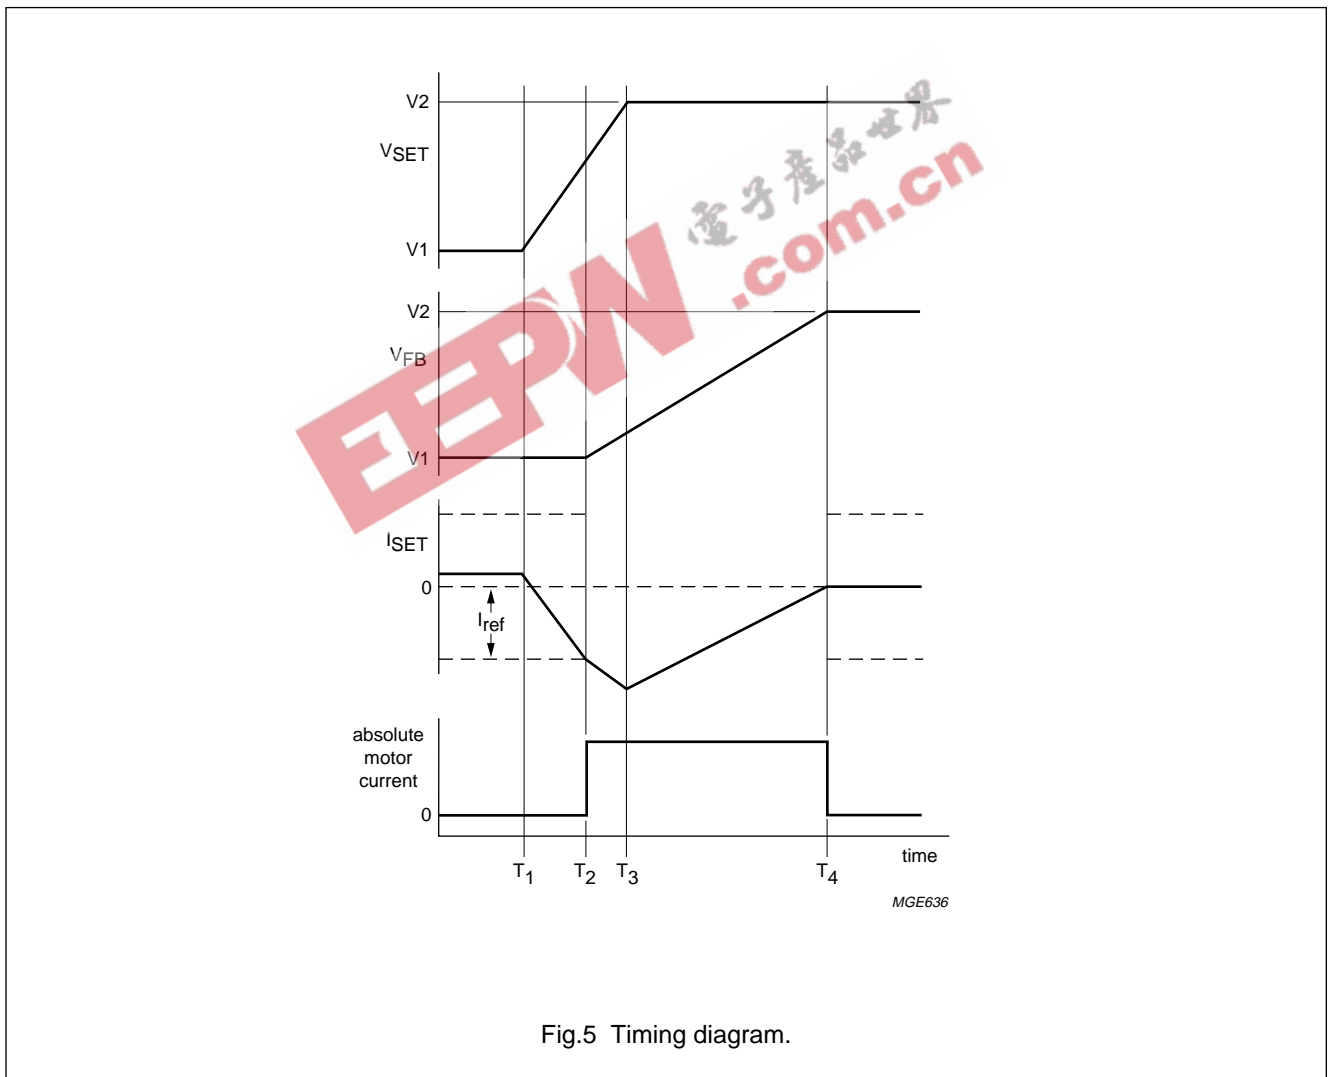 V2
VSET
V1
電子產品世界
.com.cn
EEPW
V2
VFB
V1
ISET
0
Iref
absolute
motor
current
0
time
T1 T2 T3 T4
MGE636
Fig.5 Timing diagram.